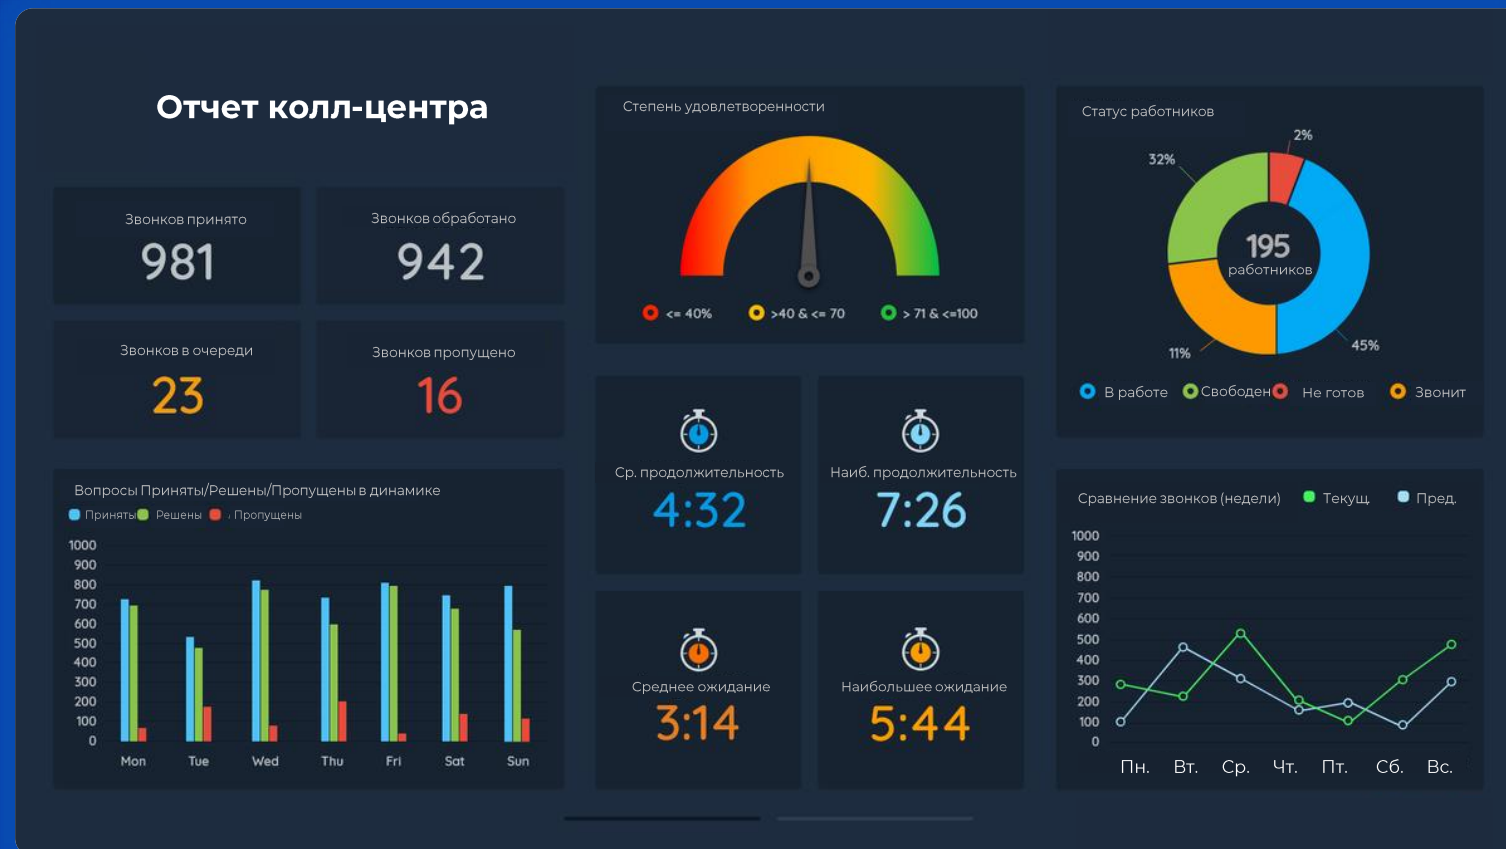 Отчет колл-центра
Звонков принято
981
Звонков обработано
942
Звонков в очереди
23
Звонков пропущено
16
Степень удовлетворенности
<= 40%
>40 & <= 70
> 71 & <=100
Статус работников
2%
32%
195
работников
11%
45%
В работе
Свободен
Не готов
Звонит
Ср. продолжительность
4:32
Наиб. продолжительность
7:26
Среднее ожидание
3:14
Наибольшее ожидание
5:44
Вопросы Приняты/Решены/Пропущены в динамике
Приняты Решены Пропущены
1000
900
800
700
600
500
400
300
200
100
0
Mon Tue Wed Thu Fri Sat Sun
Сравнение звонков (недели) Текущ. Пред.
1000
900
800
700
600
500
400
300
200
100
0
Пн. Вт. Ср. Чт. Пт. Сб. Вс.